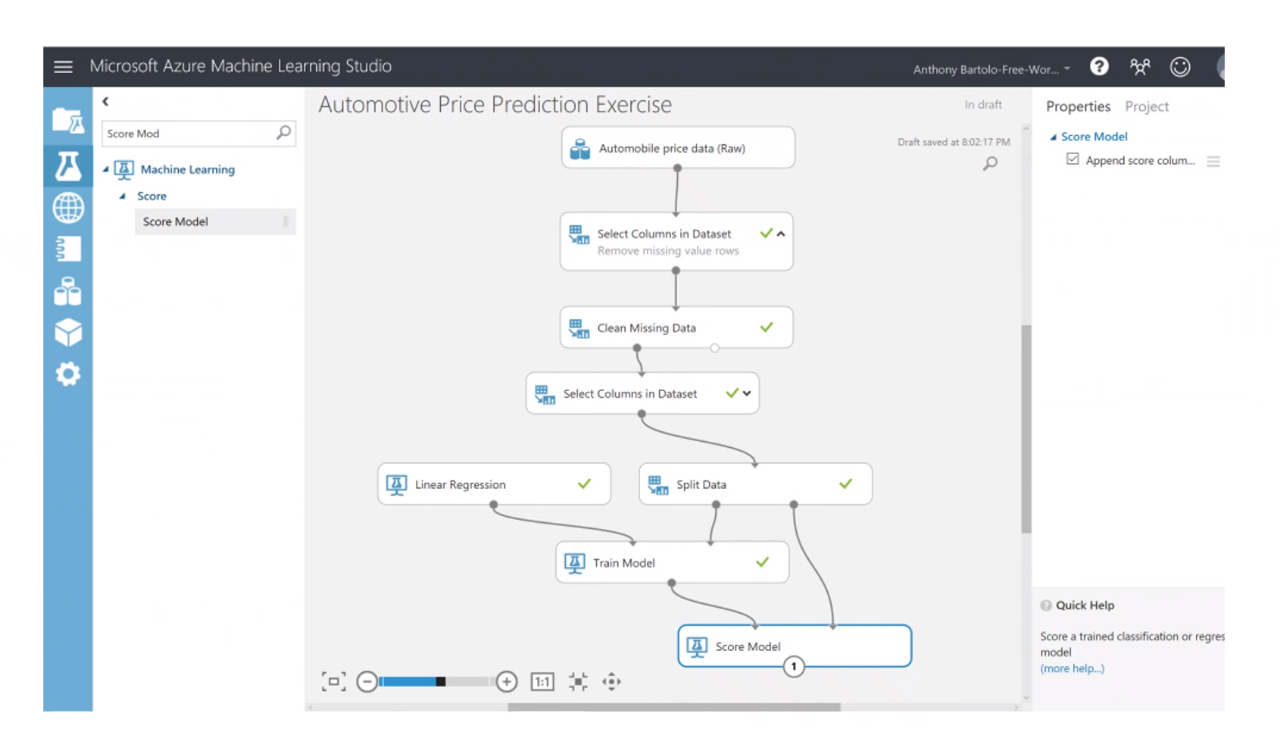 Microsoft Azure Machine Learning Studio
Anthony Bartolo-Free-Wor...
?
Score Mod
Machine Learning
Score
Score Model
Automotive Price Prediction Exercise
In draft
Draft saved at 8:02:17 PM
Automobile price data (Raw)
Select Columns in Dataset
Remove missing value rows
Clean Missing Data
Select Columns in Dataset
Linear Regression
Split Data
Train Model
Score Model
1
1:1
Properties Project
Score Model
Append score colum...
Quick Help
Score a trained classification or regres
model
(more help...)